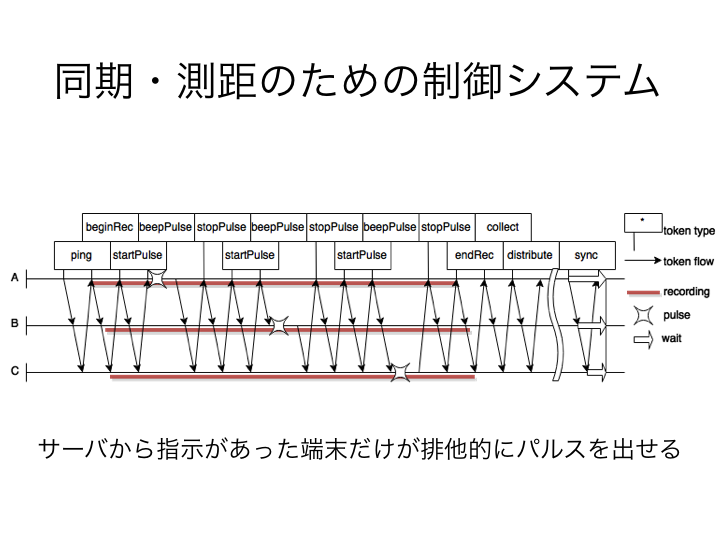 同期・測距のための制御システム
beginRec beepPulse stopPulse beepPulse stopPulse beepPulse stopPulse collect
ping startPulse startPulse startPulse endRec distribute sync
A
B
C
* token type
token flow
recording
pulse
wait
サーバから指示があった端末だけが排他的にパルスを出せる